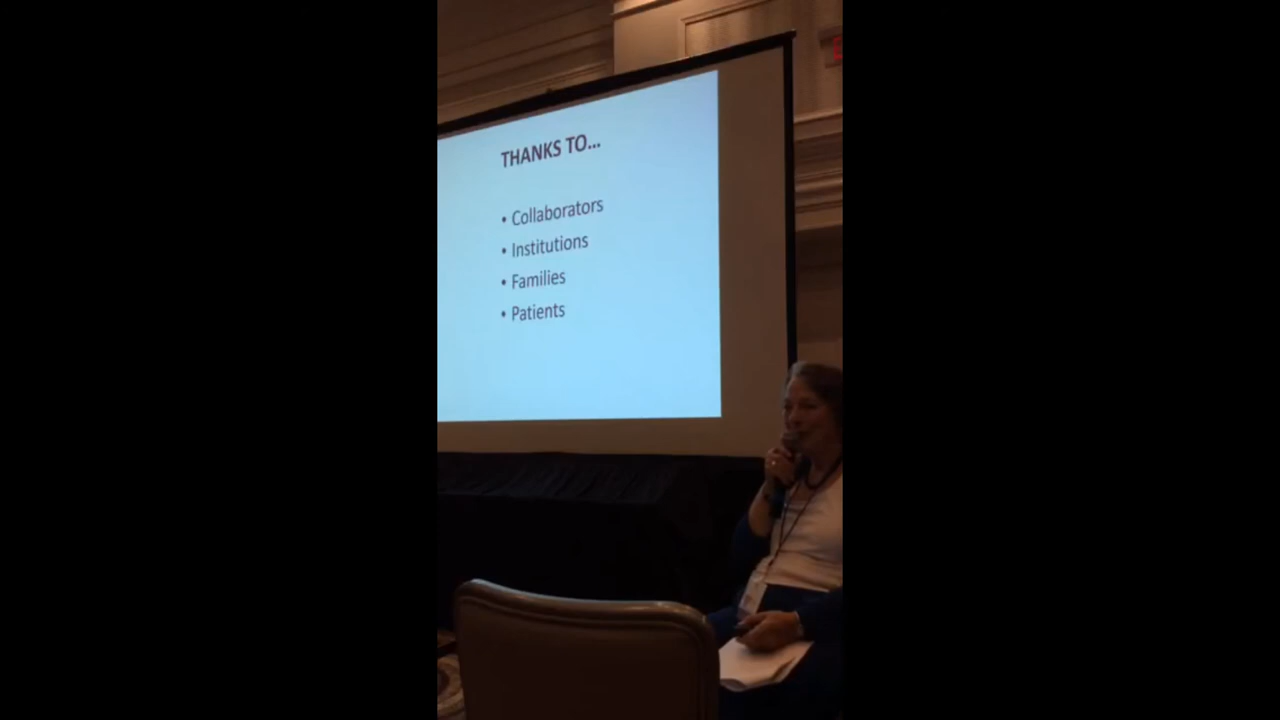 THANKS TO...
• Collaborators
• Institutions
• Families
• Patients